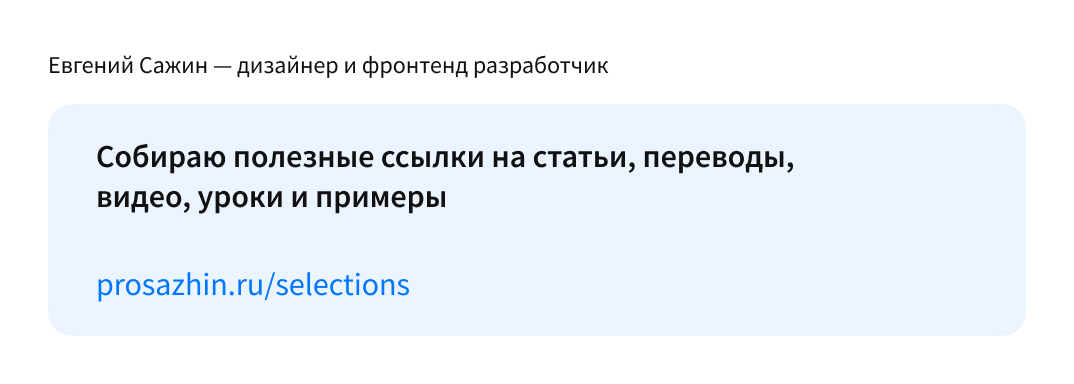 Евгений Сажин — дизайнер и фронтенд разработчик
Собираю полезные ссылки на статьи, переводы,
видео, уроки и примеры
prosazhin.ru/selections